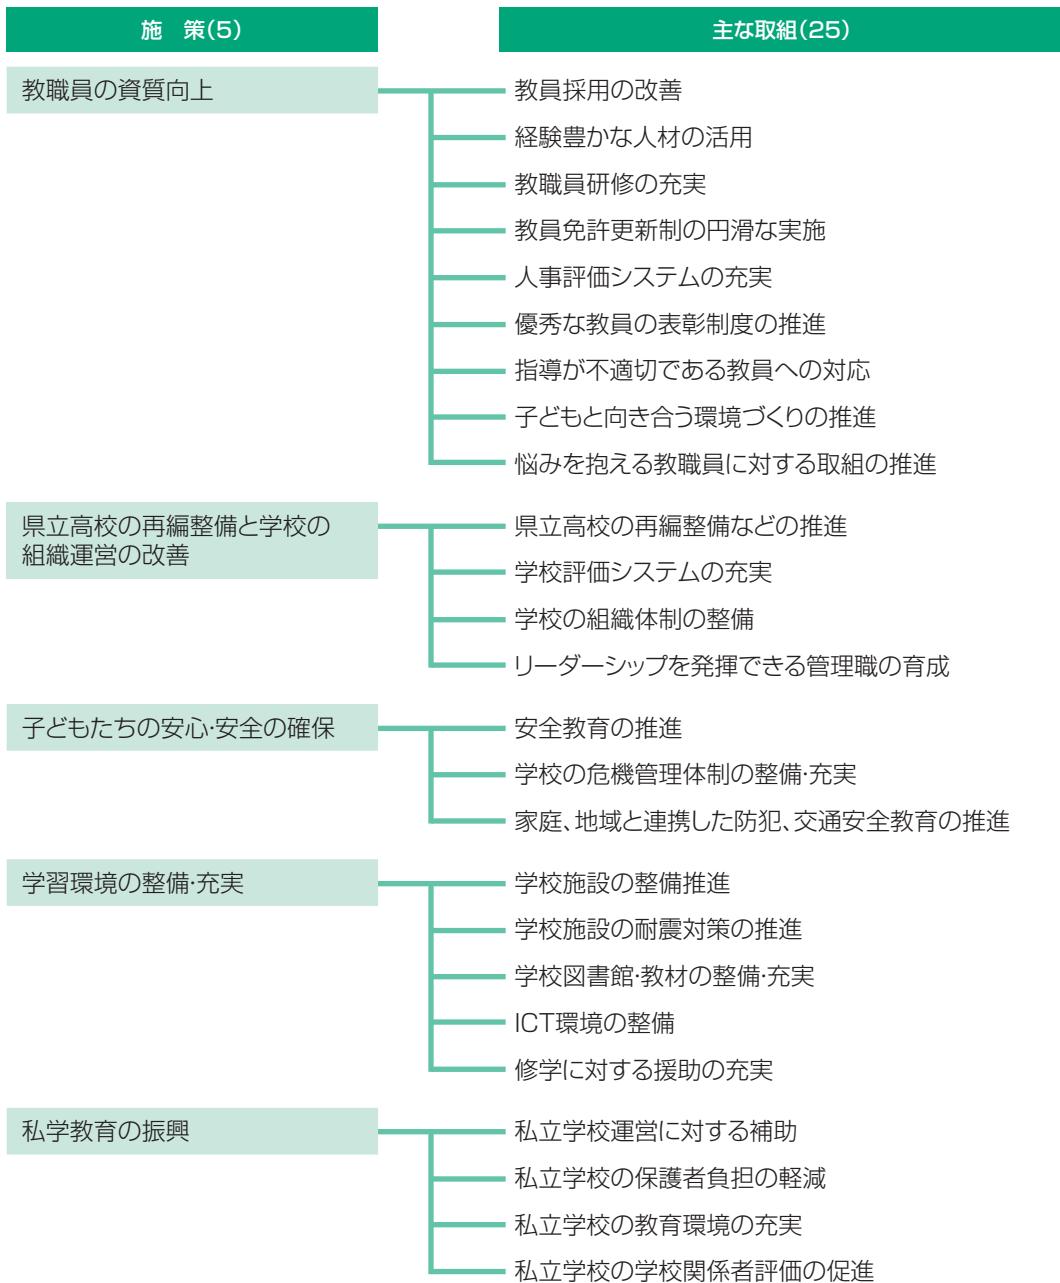 施 策(5)
主な取組(25)
教職員の資質向上
教員採用の改善
経験豊かな人材の活用
教職員研修の充実
教員免許更新制の円滑な実施
人事評価システムの充実
優秀な教員の表彰制度の推進
指導が不適切である教員への対応
子どもと向き合う環境づくりの推進
悩みを抱える教職員に対する取組の推進
県立高校の再編整備と学校の
組織運営の改善
県立高校の再編整備などの推進
学校評価システムの充実
学校の組織体制の整備
リーダーシップを発揮できる管理職の育成
子どもたちの安心・安全の確保
安全教育の推進
学校の危機管理体制の整備・充実
家庭、地域と連携した防犯、交通安全教育の推進
学習環境の整備・充実
学校施設の整備推進
学校施設の耐震対策の推進
学校図書館・教材の整備・充実
ICT環境の整備
修学に対する援助の充実
私学教育の振興
私立学校運営に対する補助
私立学校の保護者負担の軽減
私立学校の教育環境の充実
私立学校の学校関係者評価の促進